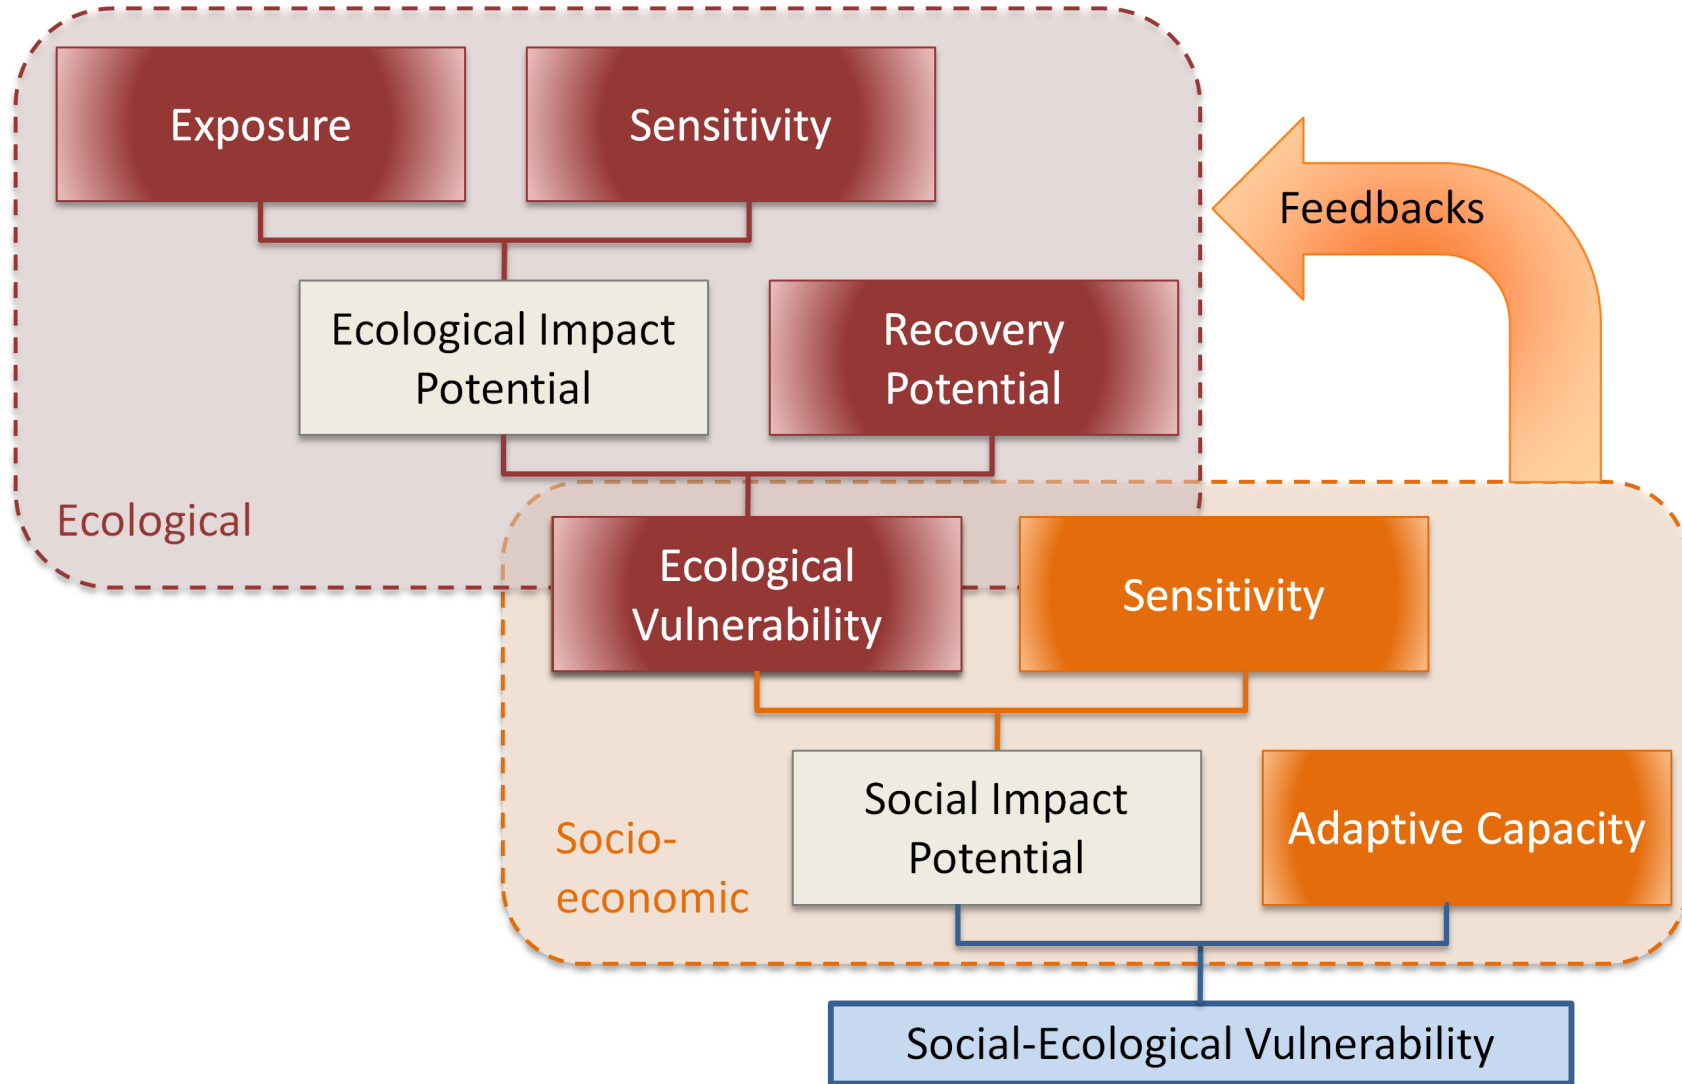 Exposure
Sensitivity
Feedbacks
Ecological Impact
Potential
Recovery
Potential
Ecological
Ecological
Vulnerability
Sensitivity
Social Impact
Potential
Adaptive Capacity
Socio-
economic
Social-Ecological Vulnerability